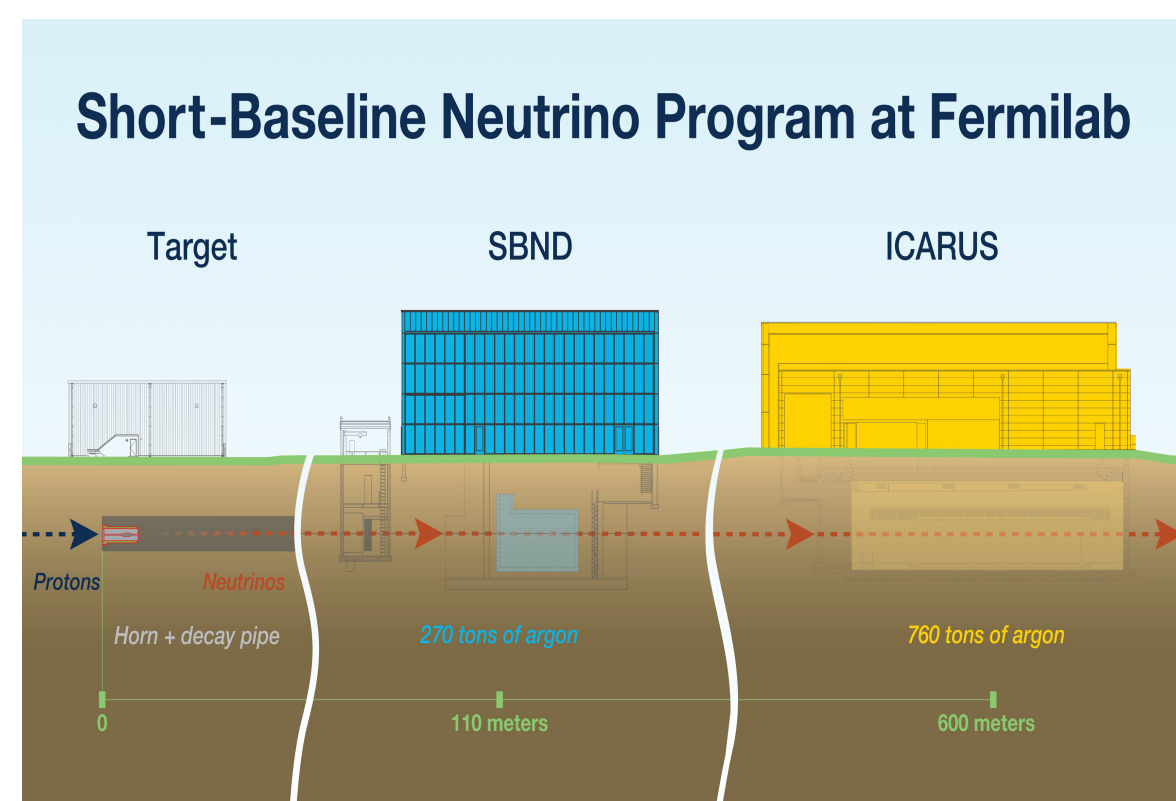 Short-Baseline Neutrino Program at Fermilab
Target
SBND
ICARUS
Protons
Neutrinos
Horn + decay pipe
270 tons of argon
760 tons of argon
0
110 meters
600 meters